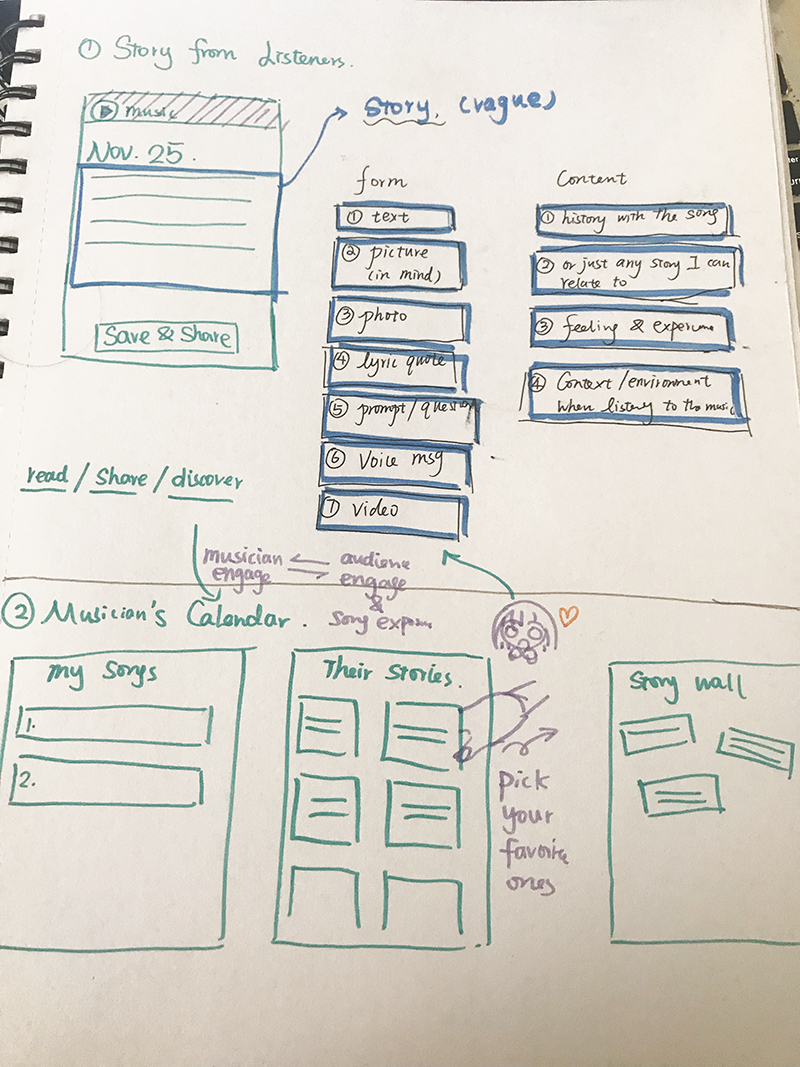 ① Story from Listeners.
music
Nov. 25.
Save & Share
Story. (vague)
form
① text
② picture
(in mind)
③ photo
④ lyric quote
⑤ prompt/question
⑥ Voice msg
⑦ Video
Content
① history with the song
② or just any story I can
relate to
③ feeling &
④ Context/environment
when listening to the music
read / Share / discover
musician
engage
audience
engage
&
song
② Musician's Calendar.
my Songs
1.
2.
Their Stories.
pick
your
favorite
ones
Story wall